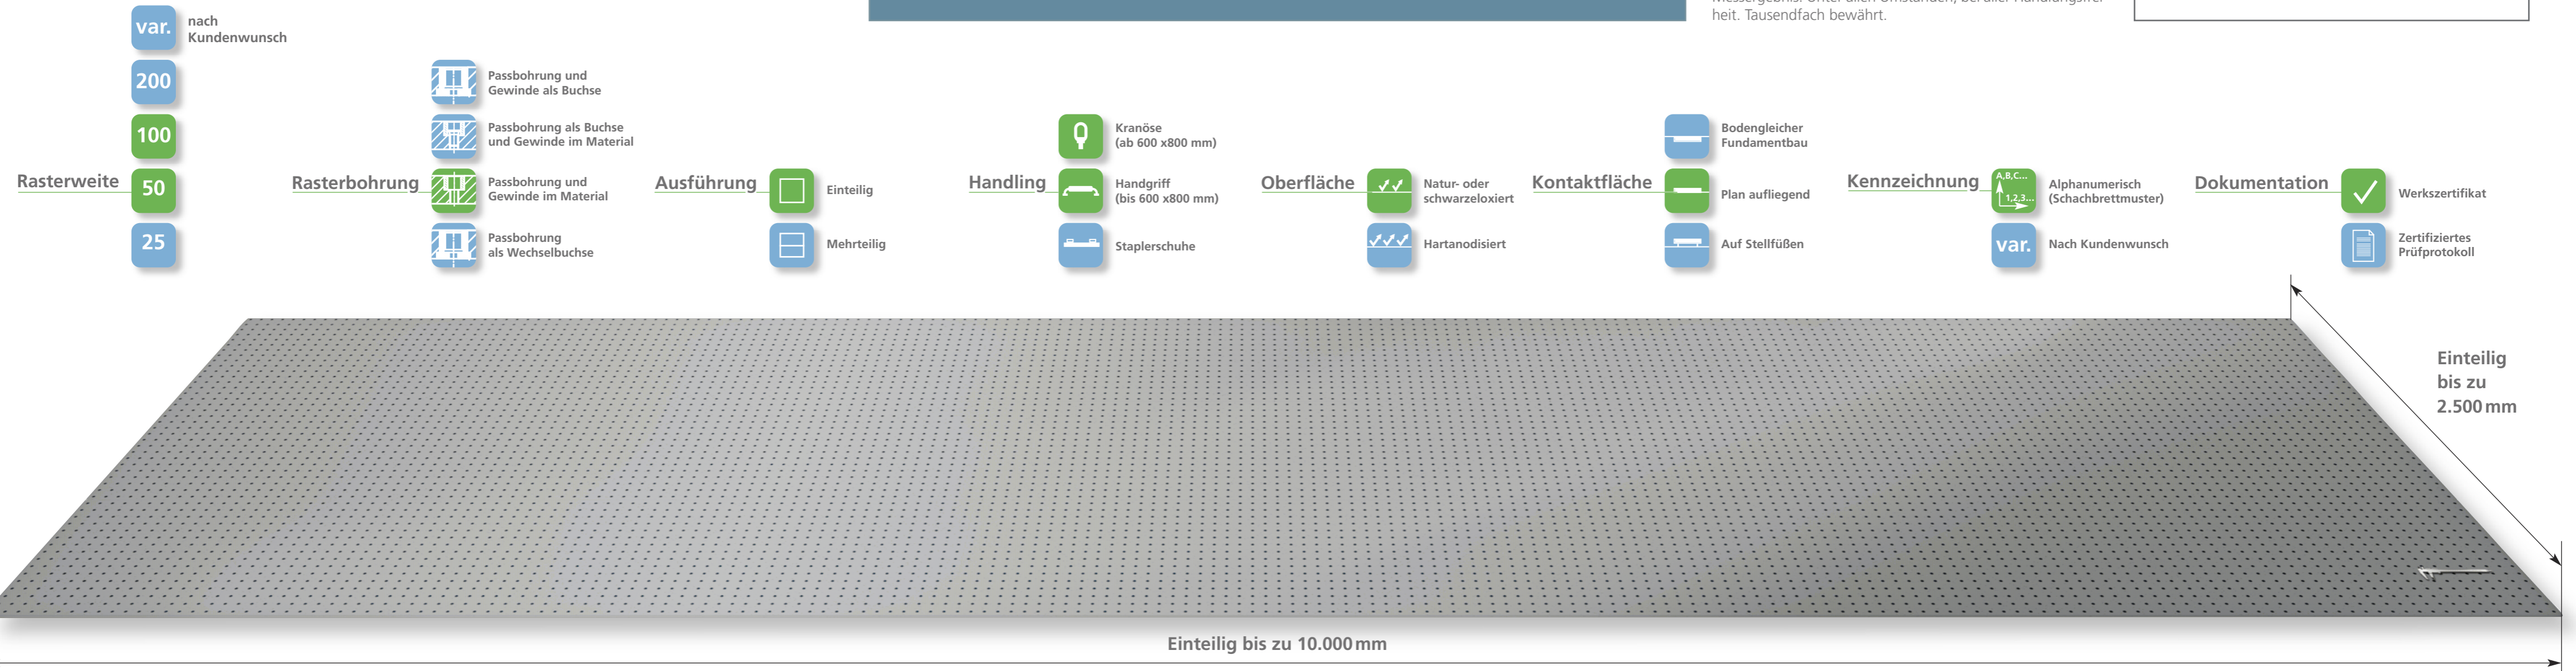 heit. Tausendfach bewährt.
var.
nach
Kundenwunsch
200
100
Rasterweite
50
25
Rasterbohrung
Passbohrung und
Gewinde als Buchse
Passbohrung als Buchse
und Gewinde im Material
Passbohrung und
Gewinde im Material
Passbohrung
als Wechselbuchse
Ausführung
Einteilig
Mehrteilig
Handling
Kranöse
(ab 600 x800 mm)
Handgriff
(bis 600 x800 mm)
Staplerschuhe
Oberfläche
Natur- oder
schwarzeloxiert
Hartanodisiert
Kontaktfläche
Bodengleicher
Fundamentbau
Plan aufliegend
Auf Stellfüßen
Kennzeichnung
A,B,C...
1,2,3...
Alphanumerisch
(Schachbrettmuster)
var.
Nach Kundenwunsch
Dokumentation
Werkszertifikat
Zertifiziertes
Prüfprotokoll
Einteilig
bis zu
2.500 mm
Einteilig bis zu 10.000 mm